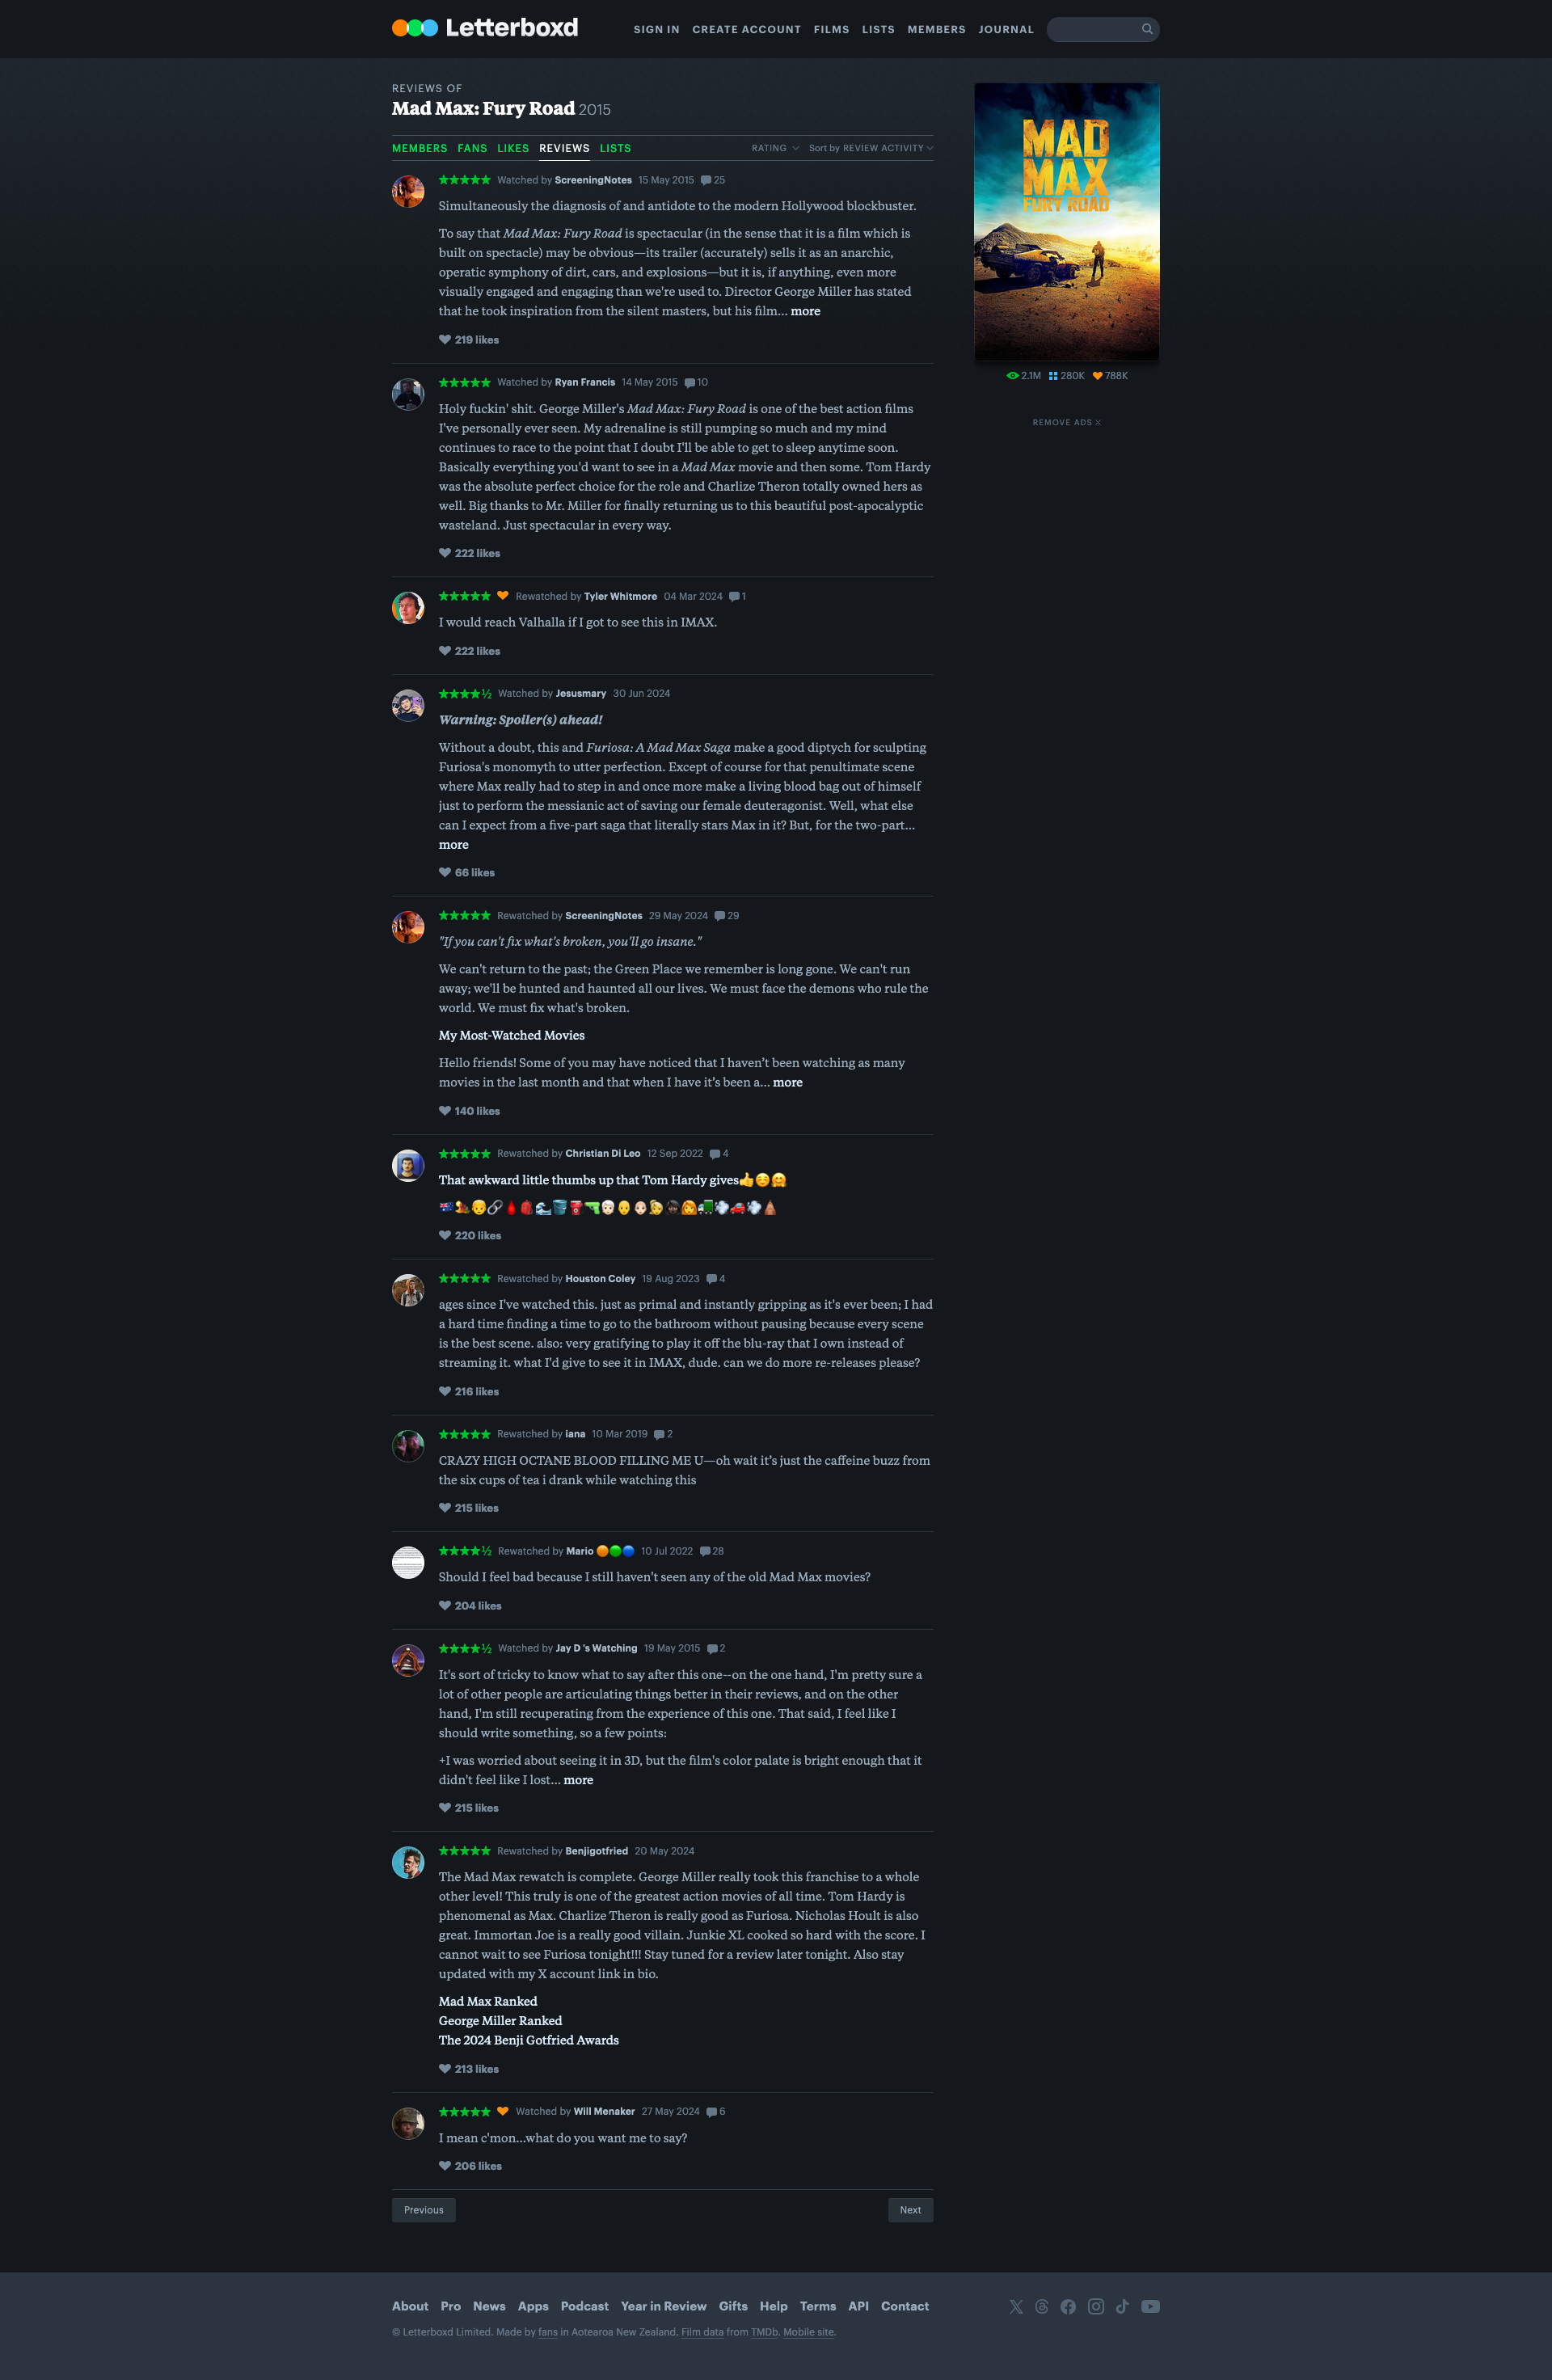 Letterboxd
SIGN IN CREATE ACCOUNT FILMS LISTS MEMBERS JOURNAL
REVIEWS OF
Mad Max: Fury Road 2015
MEMBERS FANS LIKES REVIEWS LISTS
RATING Sort by REVIEW ACTIVITY
MAD
MAX
FURY ROAD
2.1M 280K 788K
REMOVE ADS
★★★★★ Watched by ScreeningNotes 15 May 2015 25
Simultaneously the diagnosis of and antidote to the modern Hollywood blockbuster.
To say that Mad Max: Fury Road is spectacular (in the sense that it is a film which is
built on spectacle) may be obvious—its trailer (accurately) sells it as an anarchic,
operatic symphony of dirt, cars, and explosions—but it is, if anything, even more
visually engaged and engaging than we're used to. Director George Miller has stated
that he took inspiration from the silent masters, but his film... more
219 likes
★★★★★ Watched by Ryan Francis 14 May 2015 10
Holy fuckin' shit. George Miller's Mad Max: Fury Road is one of the best action films
I've personally ever seen. My adrenaline is still pumping so much and my mind
continues to race to the point that I doubt I'll be able to get to sleep anytime soon.
Basically everything you'd want to see in a Mad Max movie and then some. Tom Hardy
was the absolute perfect choice for the role and Charlize Theron totally owned hers as
well. Big thanks to Mr. Miller for finally returning us to this beautiful post-apocalyptic
wasteland. Just spectacular in every way.
222 likes
★★★★★ Rewatched by Tyler Whitmore 04 Mar 2024 1
I would reach Valhalla if I got to see this in IMAX.
222 likes
★★★★½ Watched by Jesusmary 30 Jun 2024
Warning: Spoiler(s) ahead!
Without a doubt, this and Furiosa: A Mad Max Saga make a good diptych for sculpting
Furiosa's monomyth to utter perfection. Except of course for that penultimate scene
where Max really had to step in and once more make a living blood bag out of himself
just to perform the messianic act of saving our female deuteragonist. Well, what else
can I expect from a five-part saga that literally stars Max in it? But, for the two-part...
more
66 likes
★★★★★ Rewatched by ScreeningNotes 29 May 2024 29
"If you can't fix what's broken, you'll go insane."
We can't return to the past; the Green Place we remember is long gone. We can't run
away; we'll be hunted and haunted all our lives. We must face the demons who rule the
world. We must fix what's broken.
My Most-Watched Movies
Hello friends! Some of you may have noticed that I haven’t been watching as many
movies in the last month and that when I have it’s been a... more
140 likes
★★★★★ Rewatched by Christian Di Leo 12 Sep 2022 4
That awkward little thumbs up that Tom Hardy gives👍☺️🤗
220 likes
★★★★★ Rewatched by Houston Coley 19 Aug 2023 4
ages since I've watched this. just as primal and instantly gripping as it's ever been; I had
a hard time finding a time to go to the bathroom without pausing because every scene
is the best scene. also: very gratifying to play it off the blu-ray that I own instead of
streaming it. what I'd give to see it in IMAX, dude. can we do more re-releases please?
216 likes
★★★★★ Rewatched by iana 10 Mar 2019 2
CRAZY HIGH OCTANE BLOOD FILLING ME U—oh wait it’s just the caffeine buzz from
the six cups of tea i drank while watching this
215 likes
★★★★½ Rewatched by Mario 🟠🟢🔵 10 Jul 2022 28
Should I feel bad because I still haven't seen any of the old Mad Max movies?
204 likes
★★★★½ Watched by Jay D 's Watching 19 May 2015 2
It's sort of tricky to know what to say after this one--on the one hand, I'm pretty sure a
lot of other people are articulating things better in their reviews, and on the other
hand, I'm still recuperating from the experience of this one. That said, I feel like I
should write something, so a few points:
+I was worried about seeing it in 3D, but the film's color palate is bright enough that it
didn't feel like I lost... more
215 likes
★★★★★ Rewatched by Benjigotfried 20 May 2024
The Mad Max rewatch is complete. George Miller really took this franchise to a whole
other level! This truly is one of the greatest action movies of all time. Tom Hardy is
phenomenal as Max. Charlize Theron is really good as Furiosa. Nicholas Hoult is also
great. Immortan Joe is a really good villain. Junkie XL cooked so hard with the score. I
cannot wait to see Furiosa tonight!!! Stay tuned for a review later tonight. Also stay
updated with my X account link in bio.
Mad Max Ranked
George Miller Ranked
The 2024 Benji Gotfried Awards
213 likes
★★★★★ Watched by Will Menaker 27 May 2024 6
I mean c'mon...what do you want me to say?
206 likes
Previous Next
About Pro News Apps Podcast Year in Review Gifts Help Terms API Contact
© Letterboxd Limited. Made by fans in Aotearoa New Zealand. Film data from TMDb. Mobile site.